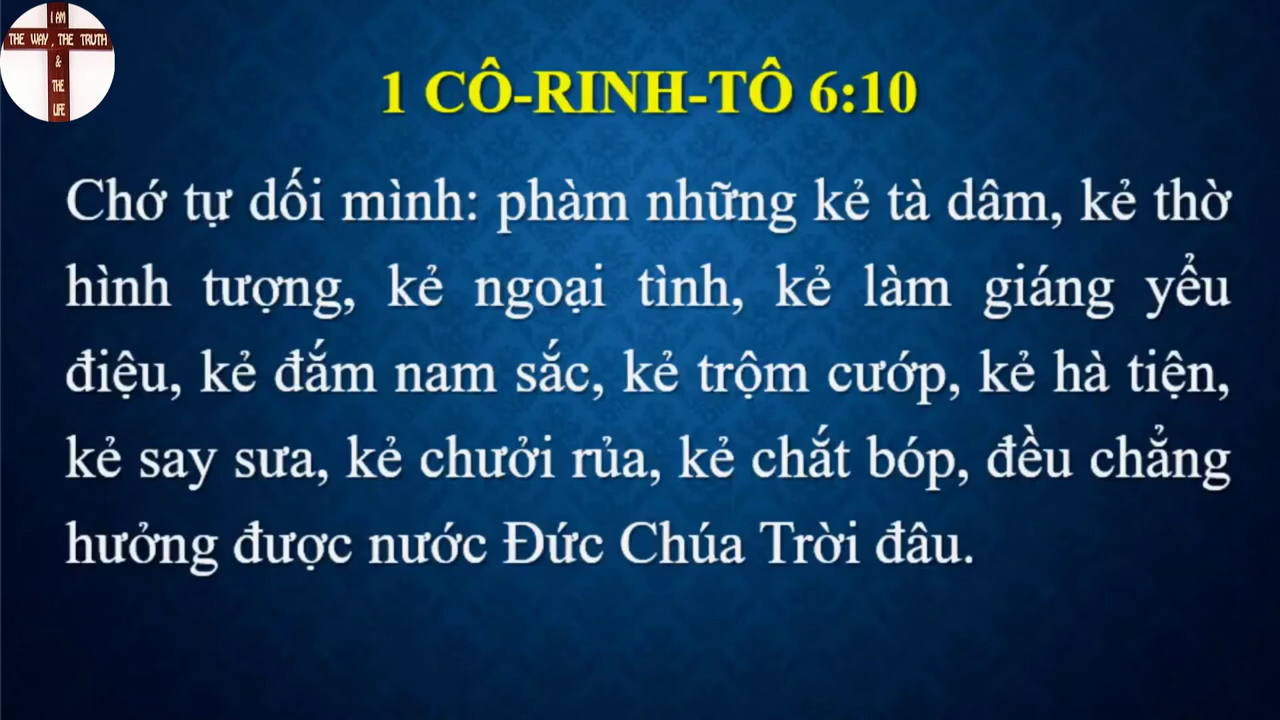 I AM
THE WAY, THE TRUTH
&
THE
LIFE
1 CÔ-RINH-TÔ 6:10
Chớ tự dối mình: phàm những kẻ tà dâm, kẻ thờ
hình tượng, kẻ ngoại tình, kẻ làm giáng yểu
điệu, kẻ đắm nam sắc, kẻ trộm cướp, kẻ hà tiện,
kẻ say sưa, kẻ chưởi rủa, kẻ chắt bóp, đều chẳng
hưởng được nước Đức Chúa Trời đâu.